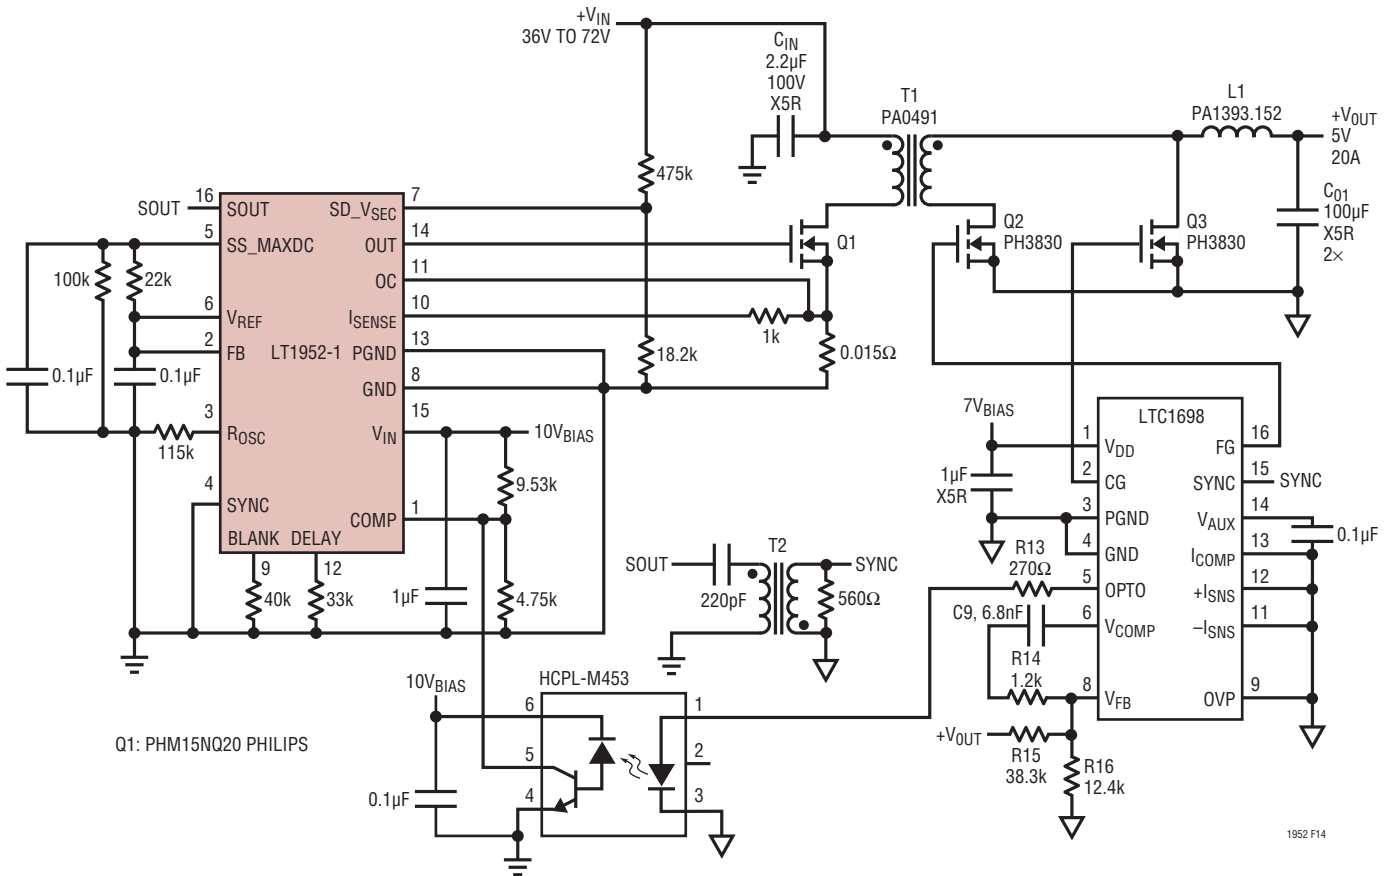 +VIN
36V TO 72V
CIN
2.2µF
100V
X5R
T1
PA0491
L1
PA1393.152
+V0UT
5V
20A
C01
100µF
X5R
2×
475k
18.2k
Q1
Q2
PH3830
Q3
PH3830
1k
0.015Ω
SOUT
16
SOUT
5
SS_MAXDC
6
VREF
2
FB
3
ROSC
4
SYNC
BLANK
9
DELAY
12
LT1952-1
SD_VSEC
7
OUT
14
OC
11
ISENSE
10
PGND
13
GND
8
VIN
15
COMP
1
100k
22k
0.1µF
0.1µF
115k
40k
33k
10VBIAS
9.53k
4.75k
1µF
SOUT
220pF
T2
SYNC
560Ω
7VBIAS
1µF
X5R
LTC1698
1
VDD
2
CG
3
PGND
4
GND
5
OPTO
6
VCOMP
8
VFB
FG
16
SYNC
15
SYNC
VAUX
14
ICOMP
13
+ISNS
12
–ISNS
11
OVP
9
0.1µF
R13
270Ω
C9, 6.8nF
R14
1.2k
+V0UT
R15
38.3k
R16
12.4k
10VBIAS
0.1µF
HCPL-M453
6
5
4
1
2
3
Q1: PHM15NQ20 PHILIPS
1952 F14